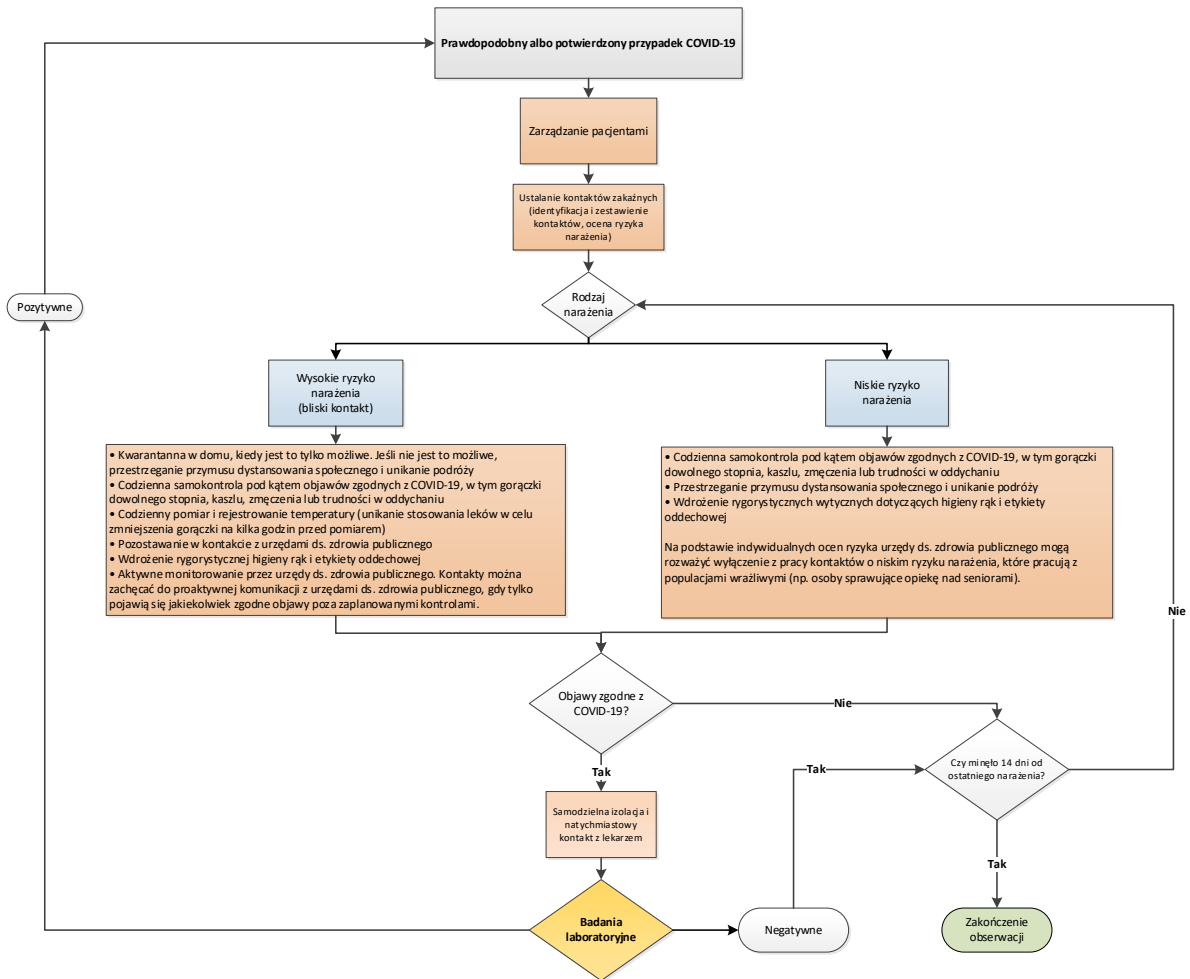 Prawdopodobny albo potwierdzony przypadek COVID-19
Zarządzanie pacjentami
Ustalanie kontaktów zakaźnych
(identyfikacja i zestawienie
kontaktów, ocena ryzyka
narażenia)
Pozytywne
Rodzaj
narażenia
Wysokie ryzyko
narażenia
(bliski kontakt)
Niskie ryzyko
narażenia
• Kwarantanna w domu, kiedy jest to tylko możliwe. Jeśli nie jest to możliwe,
przestrzeganie przymusu dystansowania społecznego i unikanie podróży
• Codzienna samokontrola pod kątem objawów zgodnych z COVID-19, w tym gorączki
dowolnego stopnia, kaszlu, zmęczenia lub trudności w oddychaniu
• Codzienny pomiar i rejestrowanie temperatury (unikanie stosowania leków w celu
zmniejszenia gorączki na kilka godzin przed pomiarem)
• Pozostawanie w kontakcie z urzędami ds. zdrowia publicznego
• Wdrożenie rygorystycznej higieny rąk i etykiety oddechowej
• Aktywne monitorowanie przez urzędy ds. zdrowia publicznego. Kontakty można
zachęcać do proaktywnej komunikacji z urzędami ds. zdrowia publicznego, gdy tylko
pojawią się jakiekolwiek zgodne objawy poza zaplanowanymi kontrolami.
• Codzienna samokontrola pod kątem objawów zgodnych z COVID-19, w tym gorączki
dowolnego stopnia, kaszlu, zmęczenia lub trudności w oddychaniu
• Przestrzeganie przymusu dystansowania społecznego i unikanie podróży
• Wdrożenie rygorystycznych wytycznych dotyczących higieny rąk i etykiety
oddechowej
Na podstawie indywidualnych ocen ryzyka urzędy ds. zdrowia publicznego mogą
rozważyć wyłączenie z pracy kontaktów o niskim ryzyku narażenia, które pracują z
populacjami wrażliwymi (np. osoby sprawujące opiekę nad seniorami).
Nie
Objawy zgodne z
COVID-19?
Nie
Czy minęło 14 dni od
ostatniego narażenia?
Tak
Tak
Samodzielna izolacja i
natychmiastowy
kontakt z lekarzem
Tak
Badania
laboratoryjne
Negatywne
Zakończenie
obserwacji